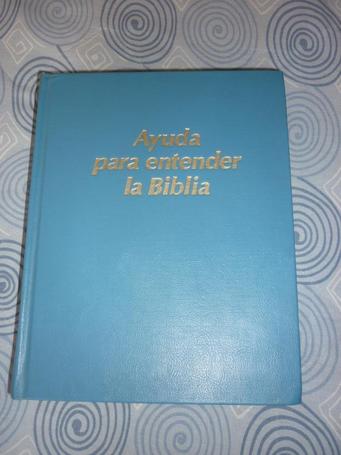 Ayuda
para entender
la Biblia